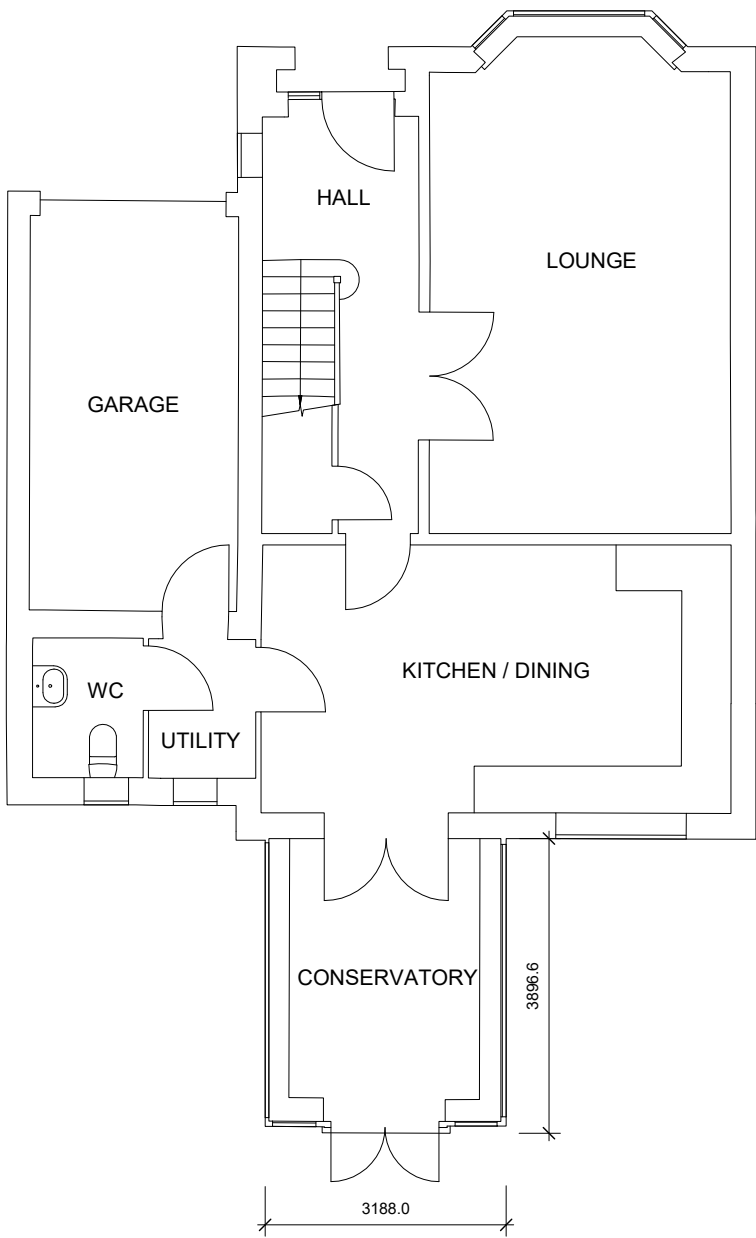 HALL
LOUNGE
GARAGE
KITCHEN / DINING
WC
UTILITY
CONSERVATORY
3896.6
3188.0